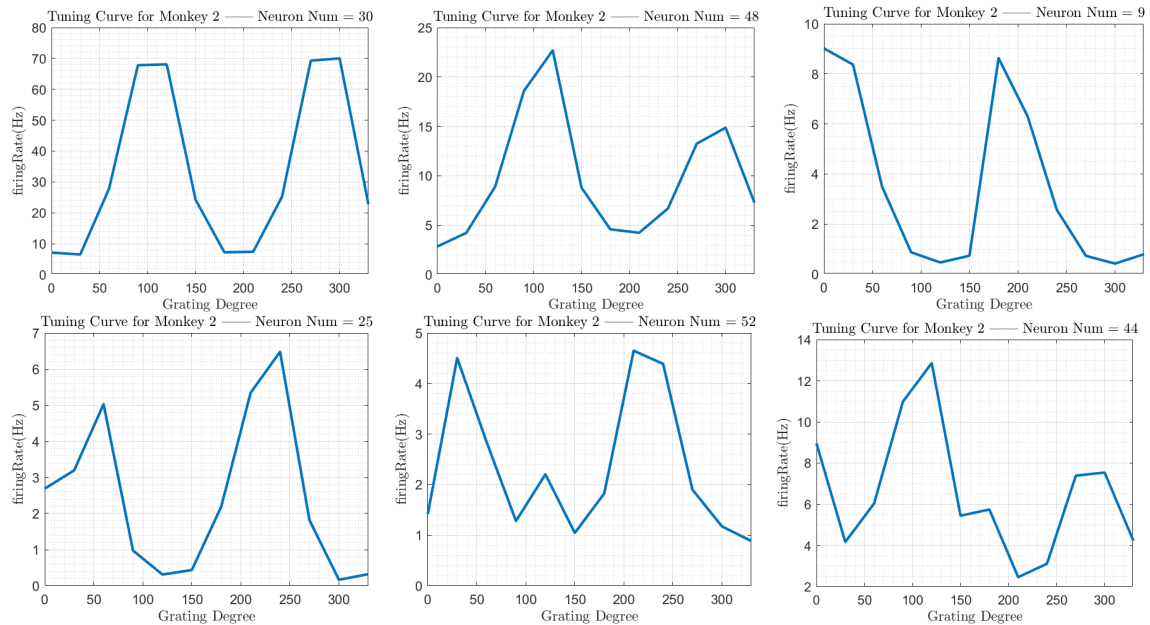 Tuning Curve for Monkey 2 —— Neuron Num = 30
80
70
60
50
40
30
20
10
0
firingRate(Hz)
0 50 100 150 200 250 300
Grating Degree
Tuning Curve for Monkey 2 —— Neuron Num = 48
25
20
15
10
5
0
firingRate(Hz)
0 50 100 150 200 250 300
Grating Degree
Tuning Curve for Monkey 2 —— Neuron Num = 9
10
8
6
4
2
0
firingRate(Hz)
0 50 100 150 200 250 300
Grating Degree
Tuning Curve for Monkey 2 —— Neuron Num = 25
7
6
5
4
3
2
1
0
firingRate(Hz)
0 50 100 150 200 250 300
Grating Degree
Tuning Curve for Monkey 2 —— Neuron Num = 52
5
4
3
2
1
0
firingRate(Hz)
0 50 100 150 200 250 300
Grating Degree
Tuning Curve for Monkey 2 —— Neuron Num = 44
14
12
10
8
6
4
2
firingRate(Hz)
0 50 100 150 200 250 300
Grating Degree